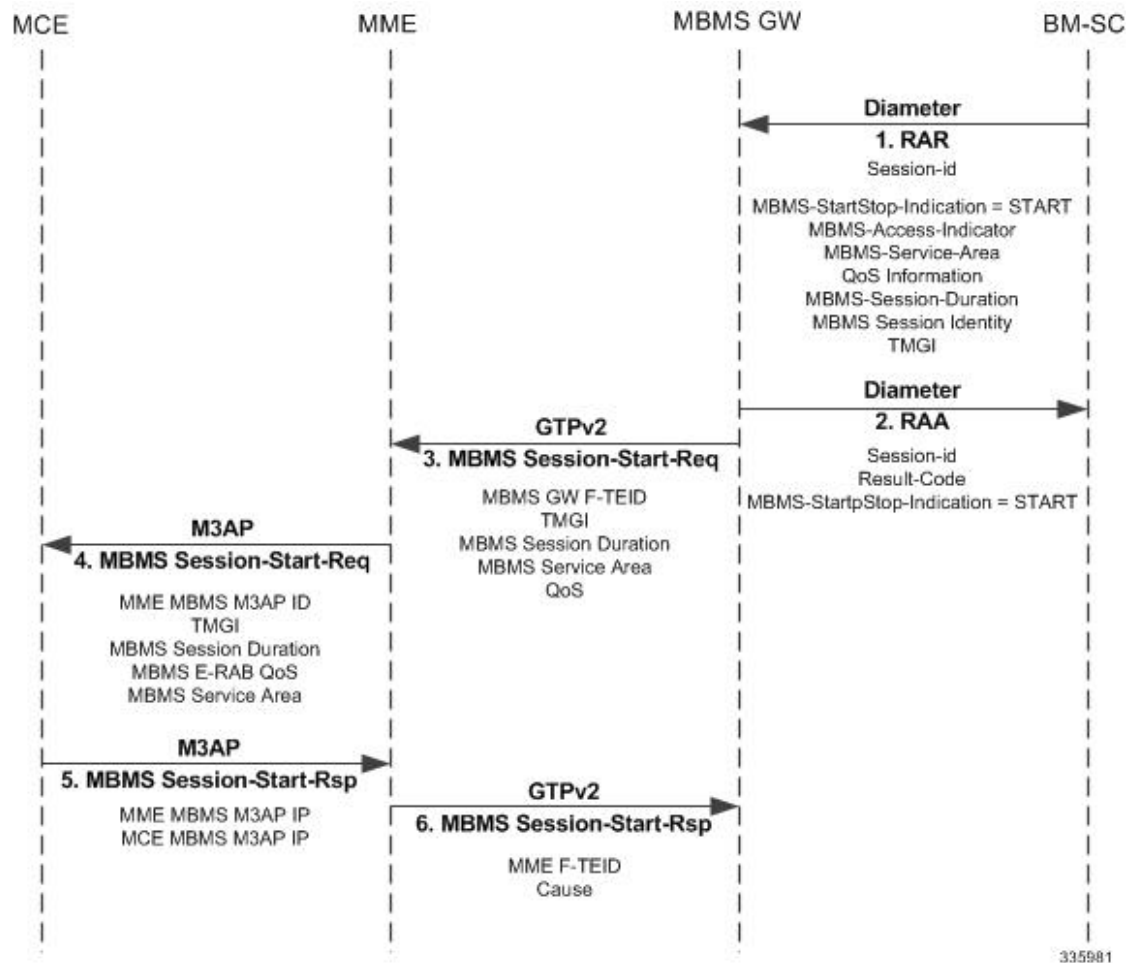 MCE MME MBMS GW BM-SC
Diameter
1. RAR
Session-id
MBMS-StartStop-Indication = START
MBMS-Access-Indicator
MBMS-Service-Area
QoS Information
MBMS-Session-Duration
MBMS Session Identity
TMGI
Diameter
2. RAA
Session-id
Result-Code
MBMS-StartpStop-Indication = START
GTPv2
3. MBMS Session-Start-Req
MBMS GW F-TEID
TMGI
MBMS Session Duration
MBMS Service Area
QoS
M3AP
4. MBMS Session-Start-Req
MME MBMS M3AP ID
TMGI
MBMS Session Duration
MBMS E-RAB QoS
MBMS Service Area
M3AP
5. MBMS Session-Start-Rsp
MME MBMS M3AP IP
MCE MBMS M3AP IP
GTPv2
6. MBMS Session-Start-Rsp
MME F-TEID
Cause
335981